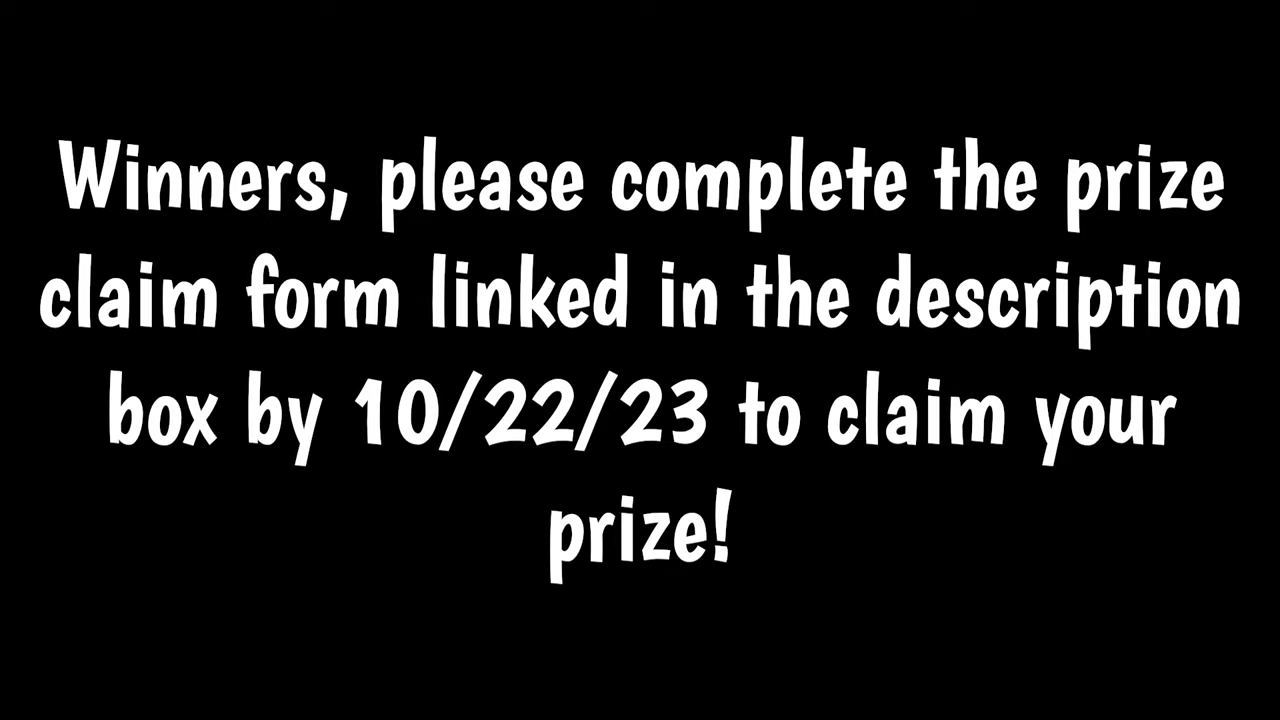 Winners, please complete the prize
claim form linked in the description
box by 10/22/23 to claim your
prize!